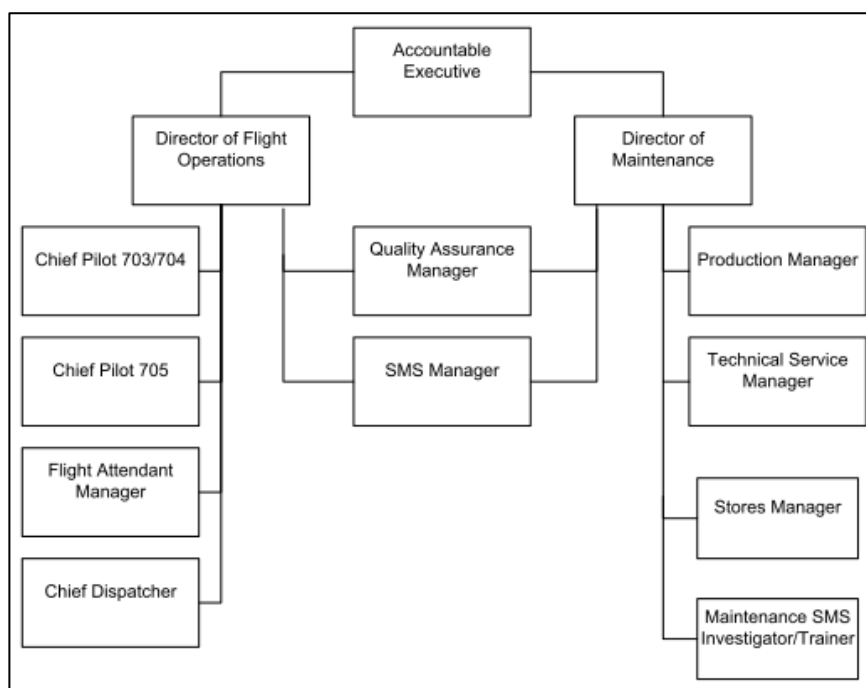 Accountable
Executive
Director of Flight
Operations
Director of
Maintenance
Chief Pilot 703/704
Quality Assurance
Manager
Production Manager
Chief Pilot 705
SMS Manager
Technical Service
Manager
Flight Attendant
Manager
Stores Manager
Chief Dispatcher
Maintenance SMS
Investigator/Trainer